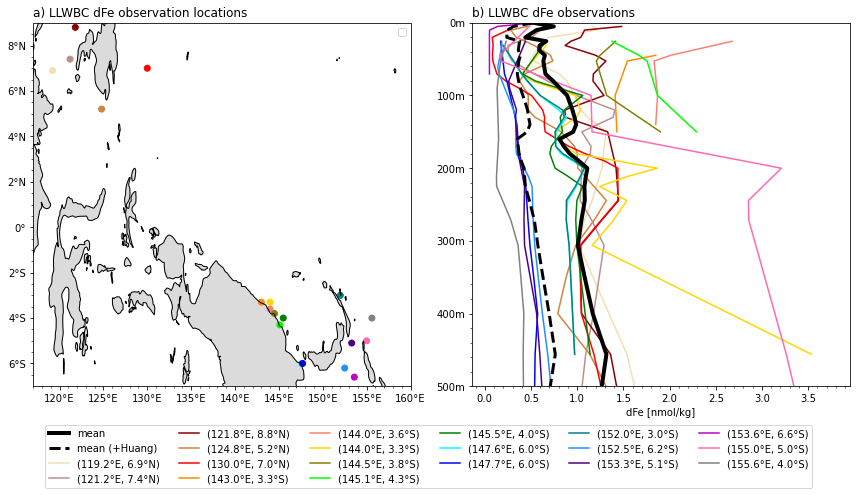 a) LLWBC dFe observation locations
b) LLWBC dFe observations
8°N
6°N
4°N
2°N
0°
2°S
4°S
6°S
120°E 125°E 130°E 135°E 140°E 145°E 150°E 155°E 160°E
0m
100m
200m
300m
400m
500m
0.0 0.5 1.0 1.5 2.0 2.5 3.0 3.5
dFe [nmol/kg]
mean
mean (+Huang)
(119.2°E, 6.9°N)
(121.2°E, 7.4°N)
(121.8°E, 8.8°N)
(124.8°E, 5.2°N)
(130.0°E, 7.0°N)
(143.0°E, 3.3°S)
(144.0°E, 3.6°S)
(144.0°E, 3.3°S)
(144.5°E, 3.8°S)
(145.1°E, 4.3°S)
(145.5°E, 4.0°S)
(147.6°E, 6.0°S)
(147.7°E, 6.0°S)
(152.0°E, 3.0°S)
(152.5°E, 6.2°S)
(153.3°E, 5.1°S)
(153.6°E, 6.6°S)
(155.0°E, 5.0°S)
(155.6°E, 4.0°S)